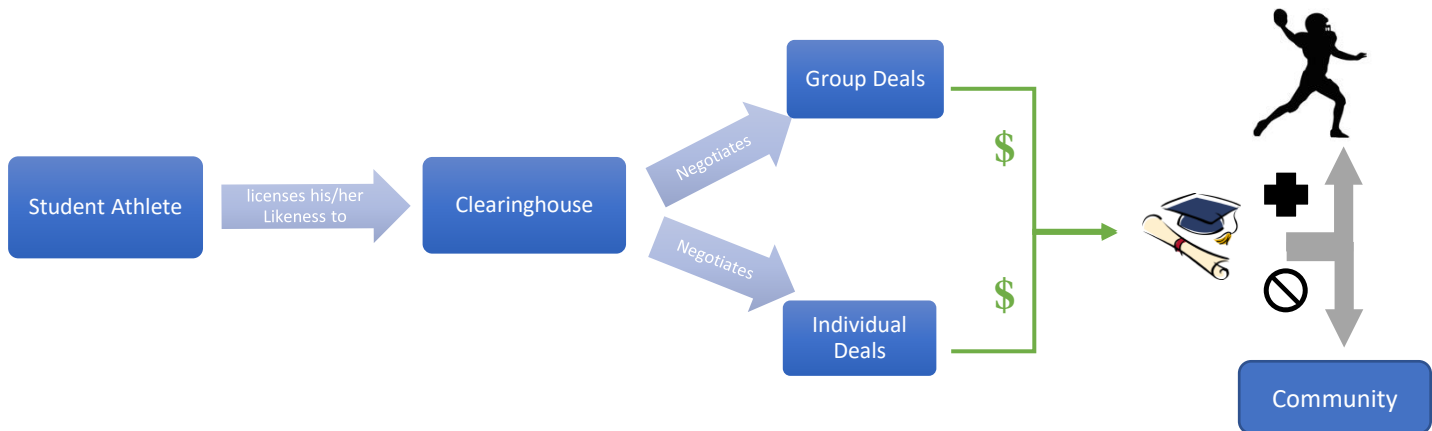 Student Athlete
licenses his/her
Likeness to
Clearinghouse
Negotiates
Negotiates
Group Deals
Individual
Deals
$
$
Community